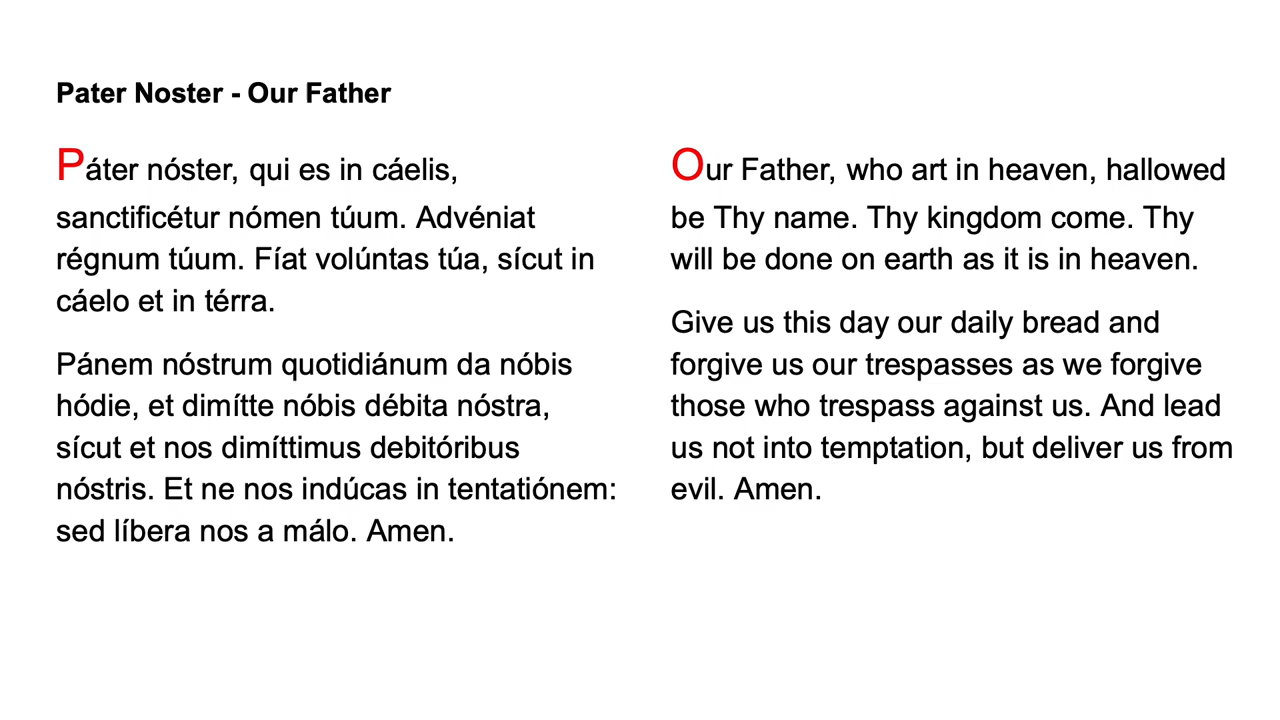 Pater Noster - Our Father
Páter nóster, qui es in cáelis,
sanctificétur nómen túum. Advéniat
régnum túum. Fíat volúntas túa, sícut in
cáelo et in térra.
Pánem nóstrum quotidiánum da nóbis
hódie, et dimítte nóbis débita nóstra,
sícut et nos dimíttimus debitóribus
nóstris. Et ne nos indúcas in tentatiónem:
sed líbera nos a málo. Amen.
Our Father, who art in heaven, hallowed
be Thy name. Thy kingdom come. Thy
will be done on earth as it is in heaven.
Give us this day our daily bread and
forgive us our trespasses as we forgive
those who trespass against us. And lead
us not into temptation, but deliver us from
evil. Amen.